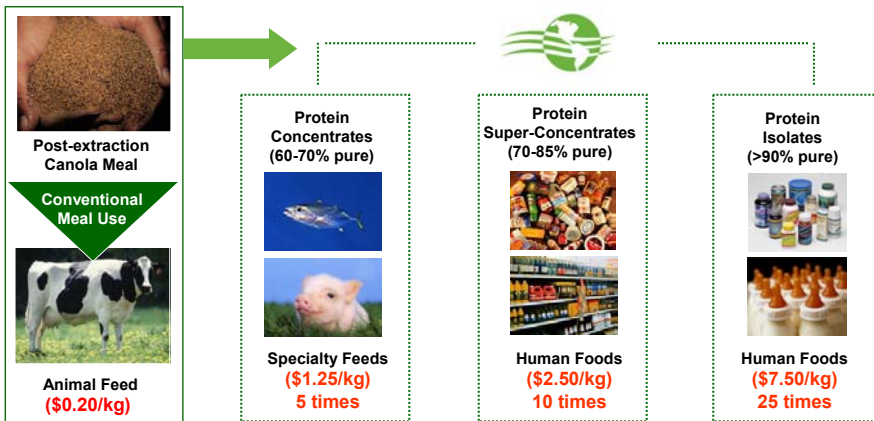 Post-extraction
Canola Meal
Conventional
Meal Use
Animal Feed
($0.20/kg)
Protein
Concentrates
(60-70% pure)
Specialty Feeds
($1.25/kg)
5 times
Protein
Super-Concentrates
(70-85% pure)
Human Foods
($2.50/kg)
10 times
Protein
Isolates
(>90% pure)
Human Foods
($7.50/kg)
25 times